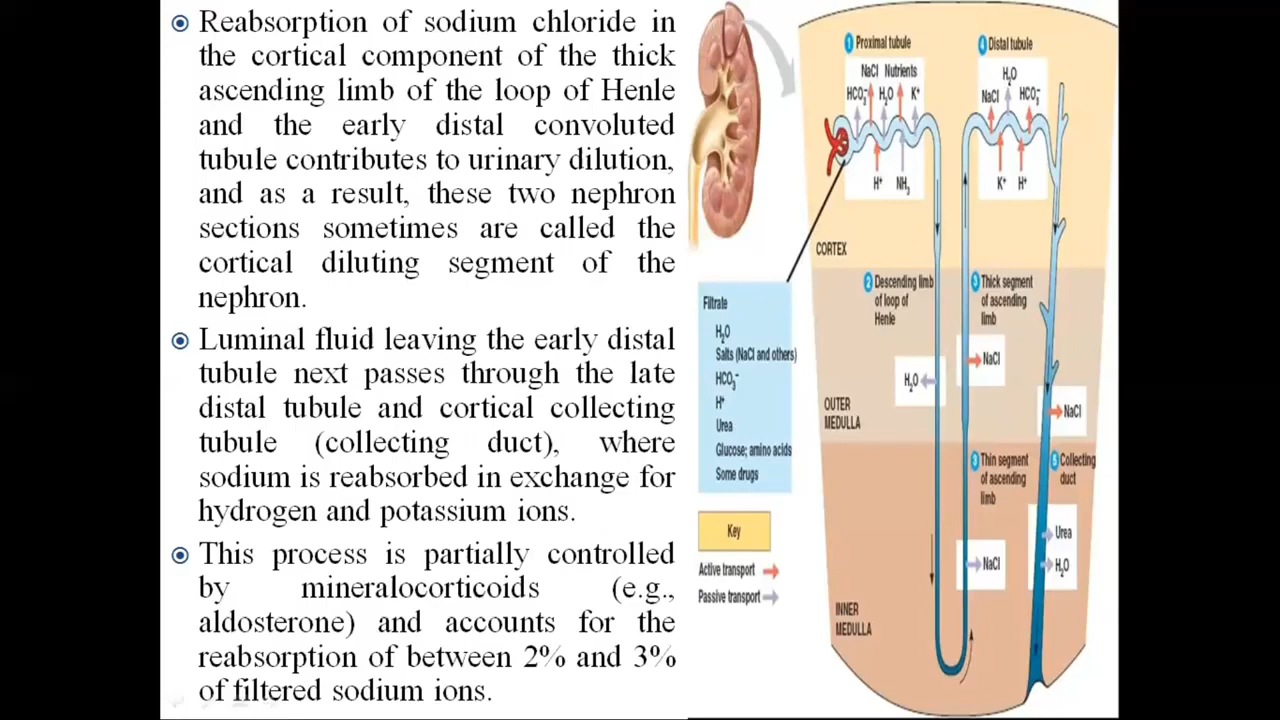 Reabsorption of sodium chloride in
the cortical component of the thick
ascending limb of the loop of Henle
and the early distal convoluted
tubule contributes to urinary dilution,
and as a result, these two nephron
sections sometimes are called the
cortical diluting segment of the
nephron.
Luminal fluid leaving the early distal
tubule next passes through the late
distal tubule and cortical collecting
tubule (collecting duct), where
sodium is reabsorbed in exchange for
hydrogen and potassium ions.
This process is partially controlled
by mineralocorticoids (e.g.,
aldosterone) and accounts for the
reabsorption of between 2% and 3%
of filtered sodium ions.
1 Proximal tubule
NaCl Nutrients
HCO₃⁻ H₂O K⁺
H⁺ NH₃
4 Distal tubule
H₂O
NaCl HCO₃⁻
K⁺ H⁺
CORTEX
2 Descending limb
of loop of
Henle
3 Thick segment
of ascending
limb
NaCl
H₂O
OUTER
MEDULLA
NaCl
3 Thin segment
of ascending
limb
5 Collecting
duct
Urea
NaCl
H₂O
INNER
MEDULLA
Filtrate
H₂O
Salts (NaCl and others)
HCO₃⁻
H⁺
Urea
Glucose; amino acids
Some drugs
Key
Active transport
Passive transport